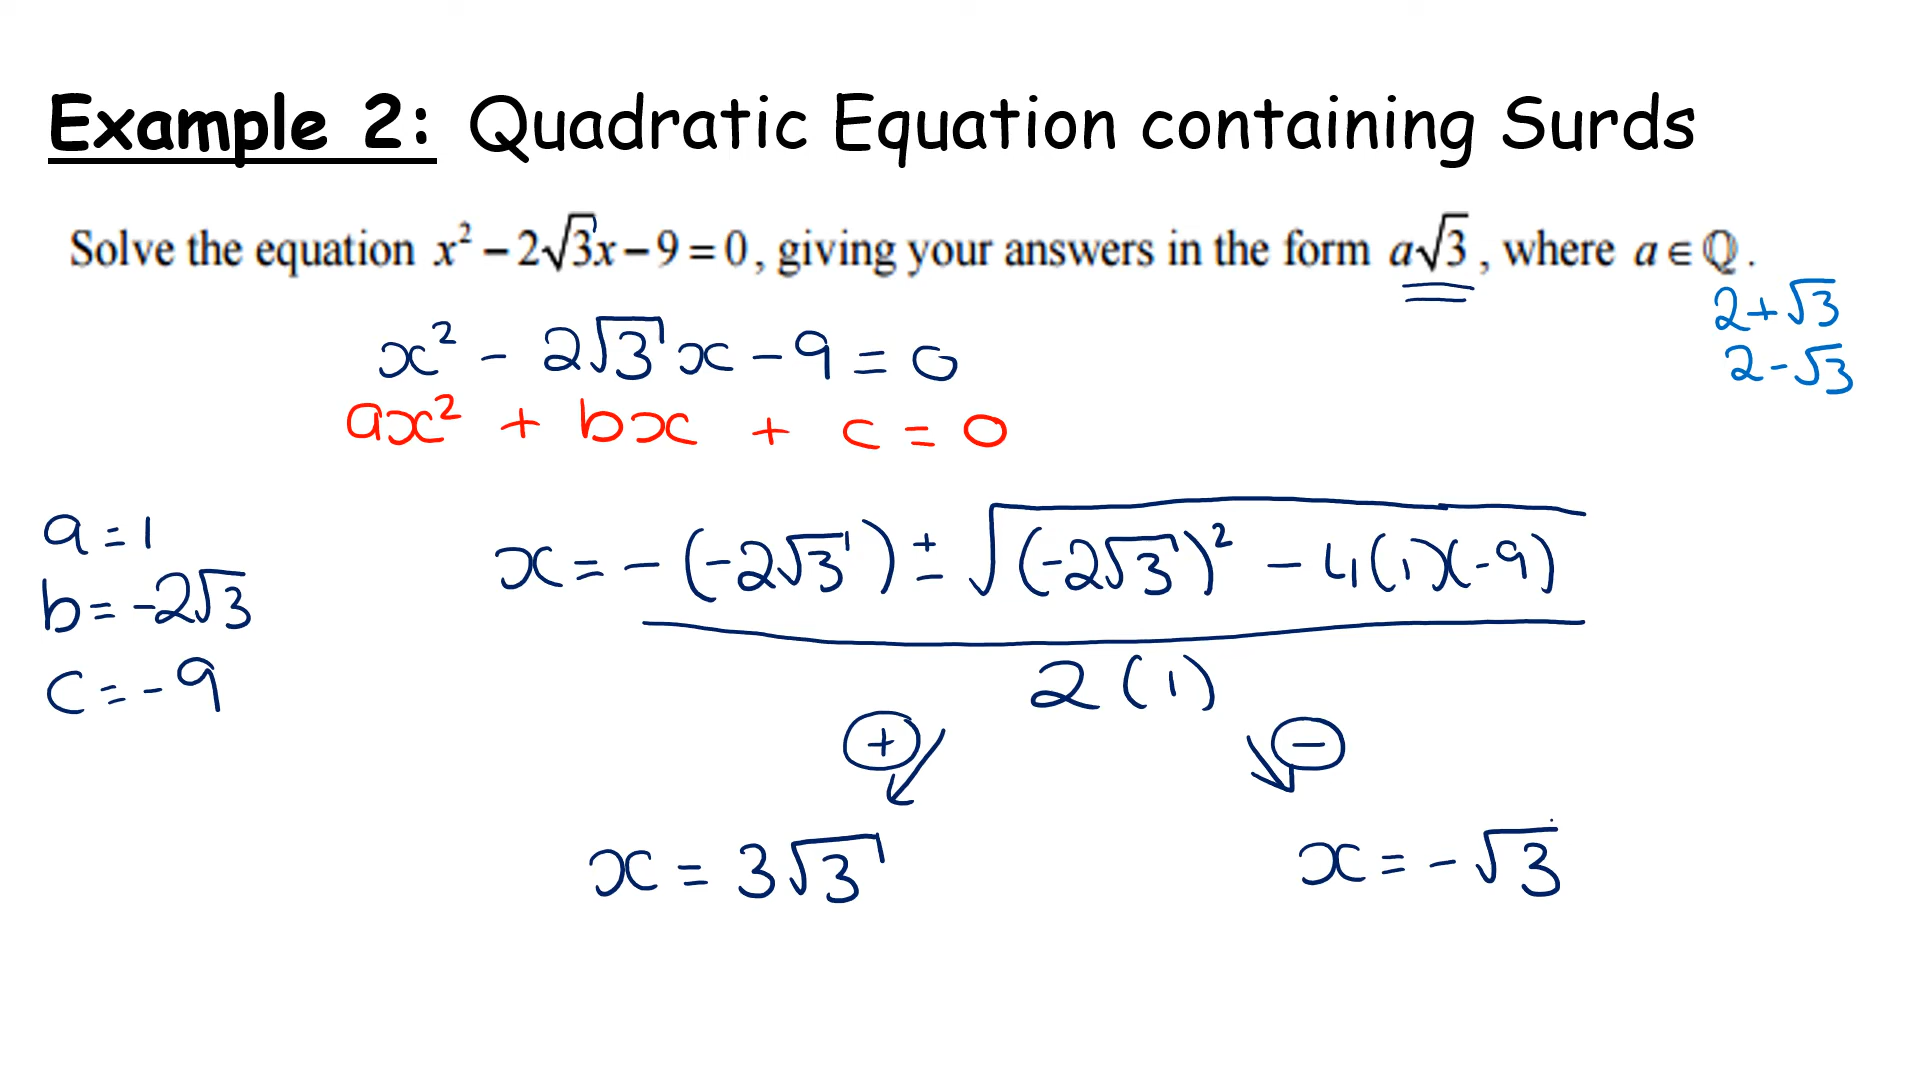 Example 2: Quadratic Equation containing Surds
Solve the equation x² − 2√3x − 9 = 0, giving your answers in the form a√3, where a ∈ ℚ.
2 + √3
2 - √3
x² - 2√3 x - 9 = 0
ax² + bx + c = 0
a = 1
b = -2√3
c = -9
x = -(-2√3) ± √((-2√3)² - 4(1)(-9))
2(1)
+
−
x = 3√3
x = -√3